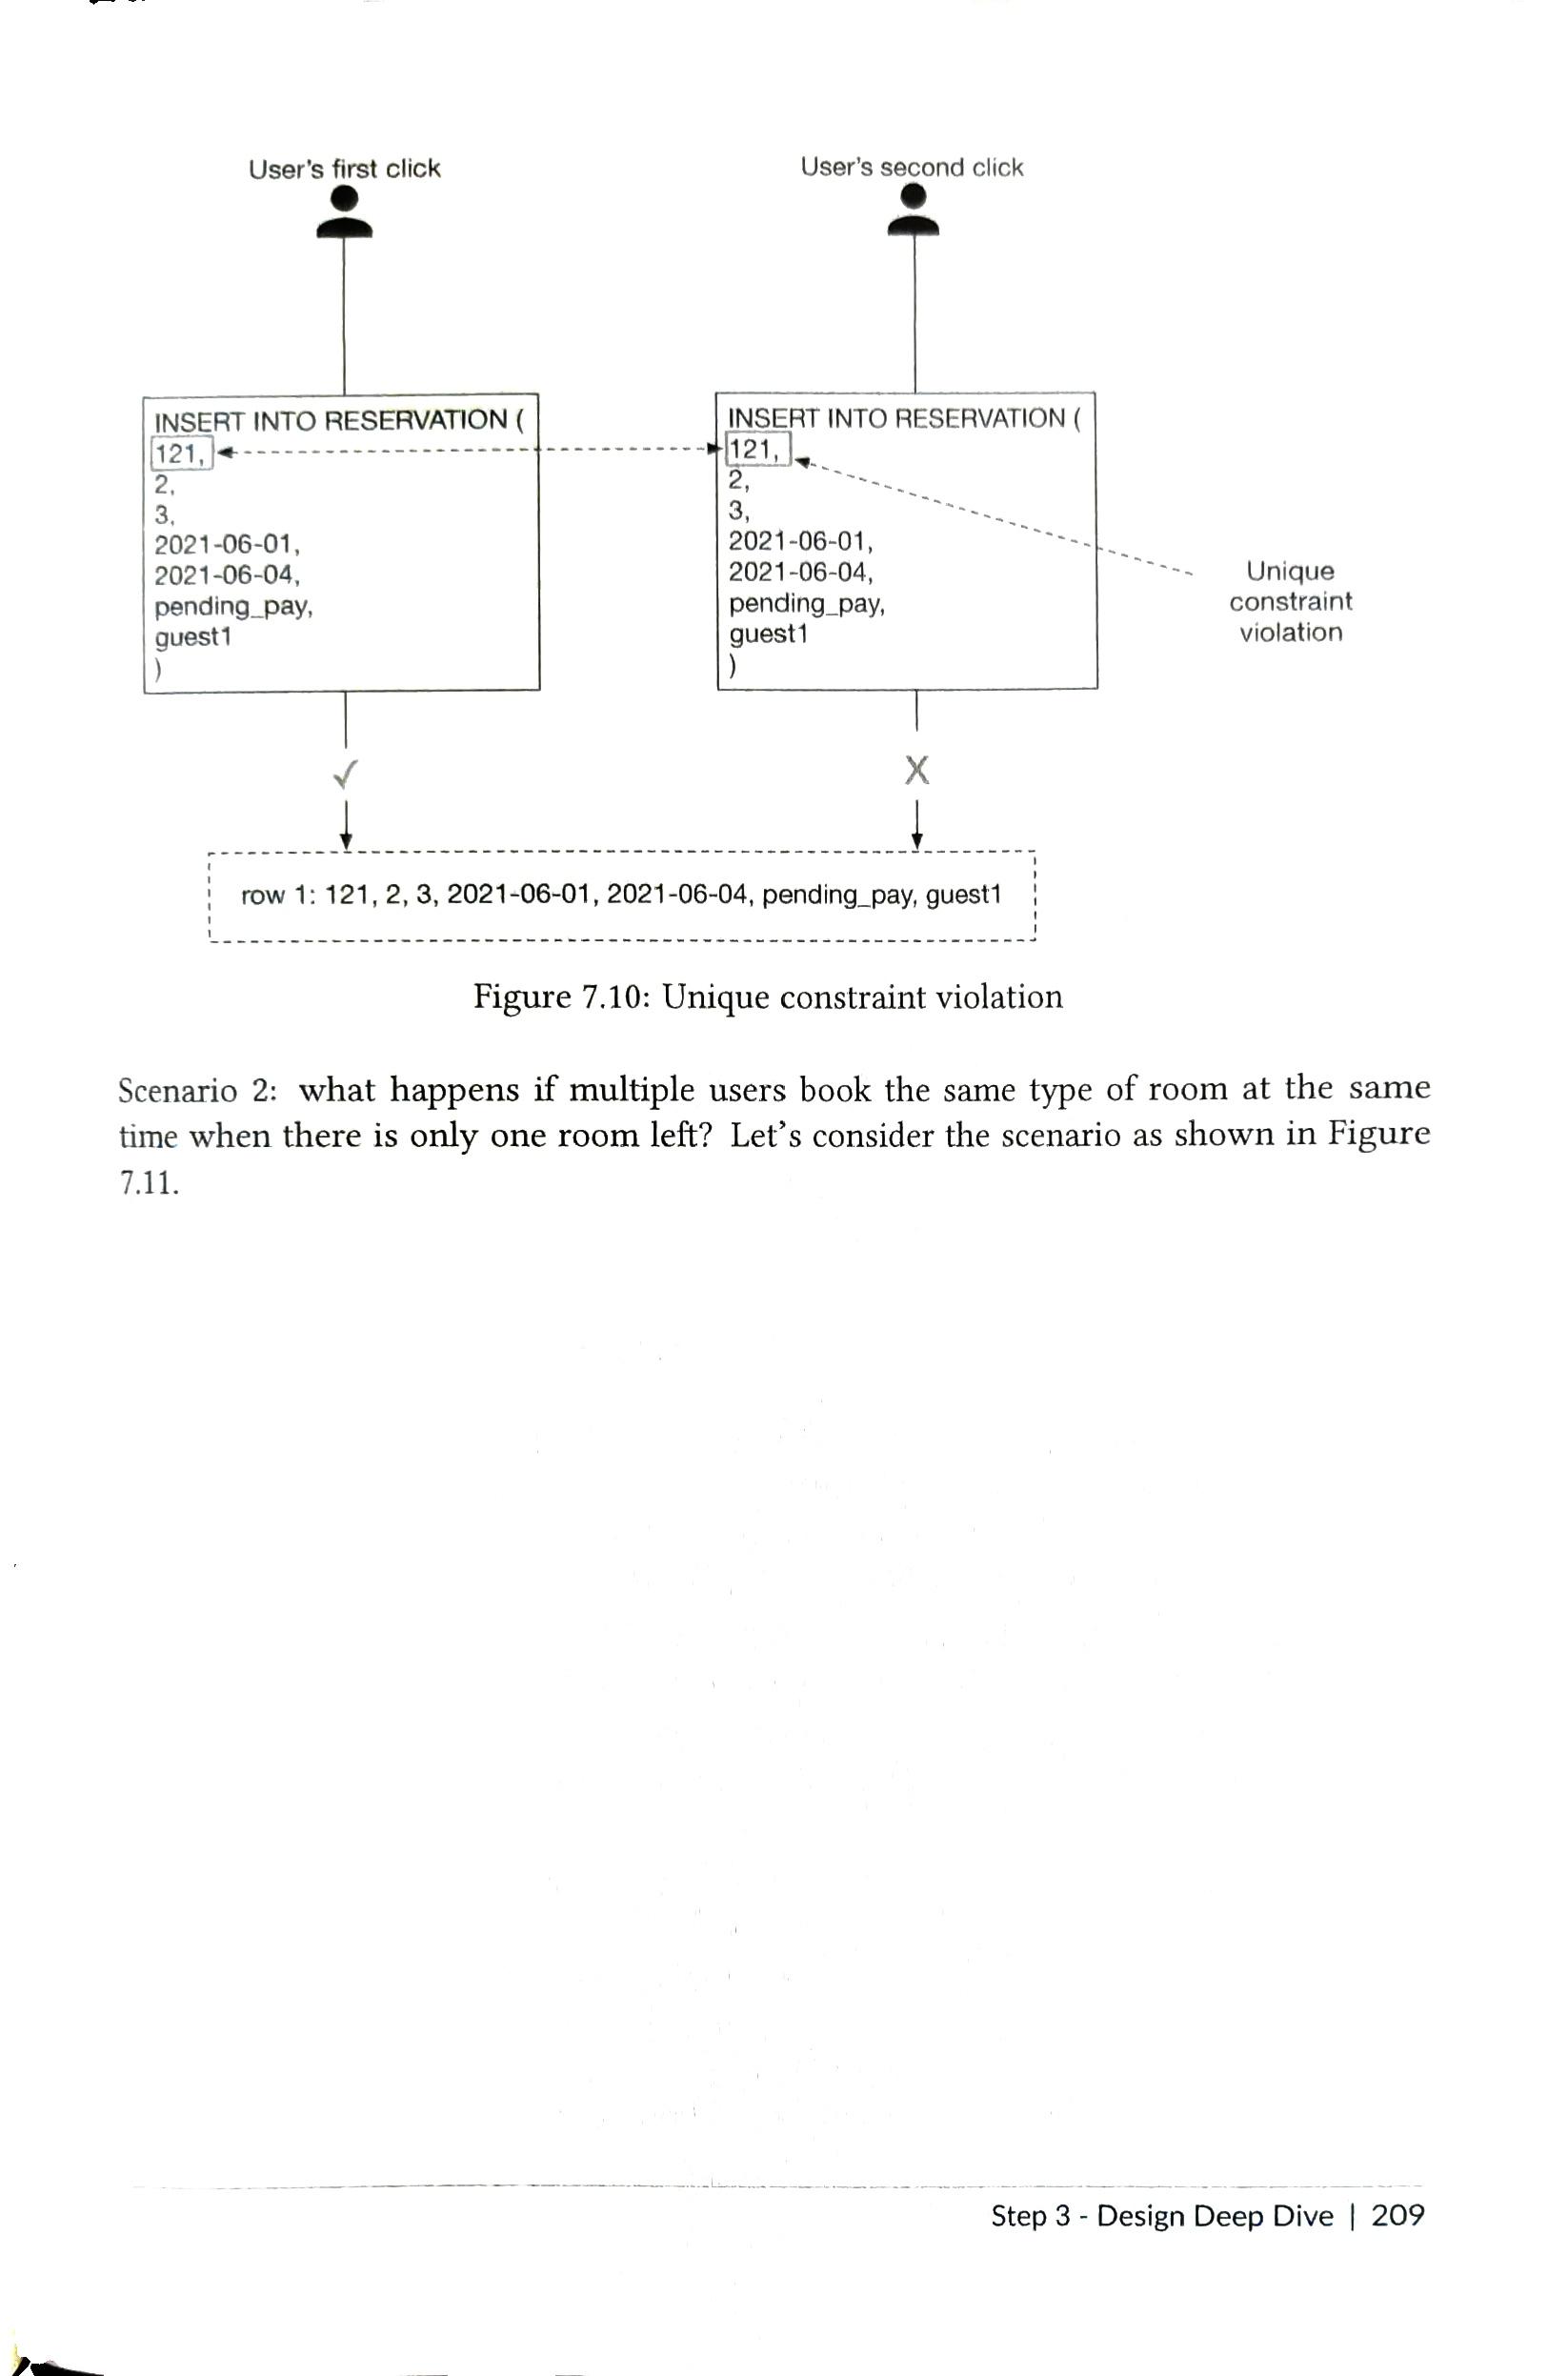 User's first click
User's second click
INSERT INTO RESERVATION (
121,
2,
3,
2021-06-01,
2021-06-04,
pending_pay,
guest1
)
INSERT INTO RESERVATION (
121,
2,
3,
2021-06-01,
2021-06-04,
pending_pay,
guest1
)
Unique
constraint
violation
✓
X
row 1: 121, 2, 3, 2021-06-01, 2021-06-04, pending_pay, guest1
Figure 7.10: Unique constraint violation
Scenario 2: what happens if multiple users book the same type of room at the same
time when there is only one room left? Let's consider the scenario as shown in Figure
7.11.
Step 3 - Design Deep Dive | 209